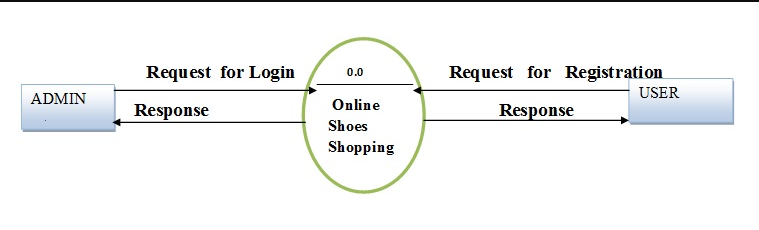 Request for Login
0.0
Request for Registration
ADMIN
USER
Response
Online
Shoes
Shopping
Response